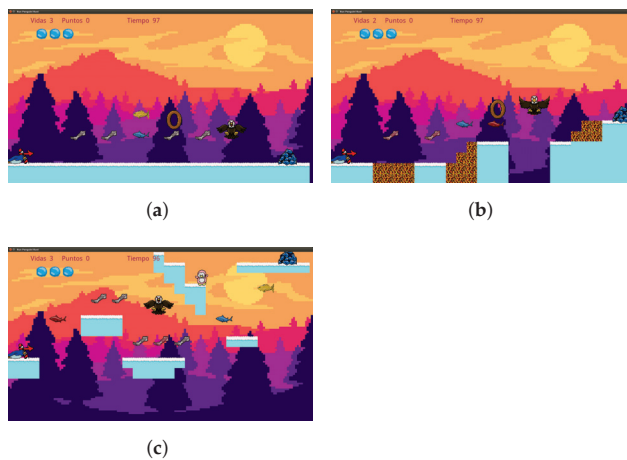 Vidas 3 Puntos 0 Tiempo 97
Vidas 2 Puntos 0 Tiempo 97
(a)
(b)
Vidas 3 Puntos 0 Tiempo 96
(c)